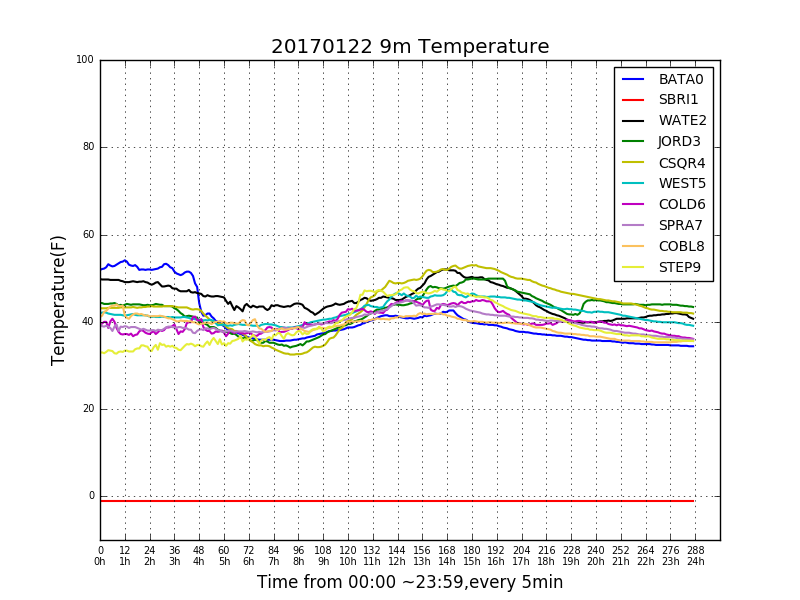 20170122 9m Temperature
100
80
60
40
20
0
Temperature(F)
BATA0
SBRI1
WATE2
JORD3
CSQR4
WEST5
COLD6
SPRA7
COBL8
STEP9
0 12 24 36 48 60 72 84 96 108 120 132 144 156 168 180 192 204 216 228 240 252 264 276 288
0h 1h 2h 3h 4h 5h 6h 7h 8h 9h 10h 11h 12h 13h 14h 15h 16h 17h 18h 19h 20h 21h 22h 23h 24h
Time from 00:00 ~23:59,every 5min